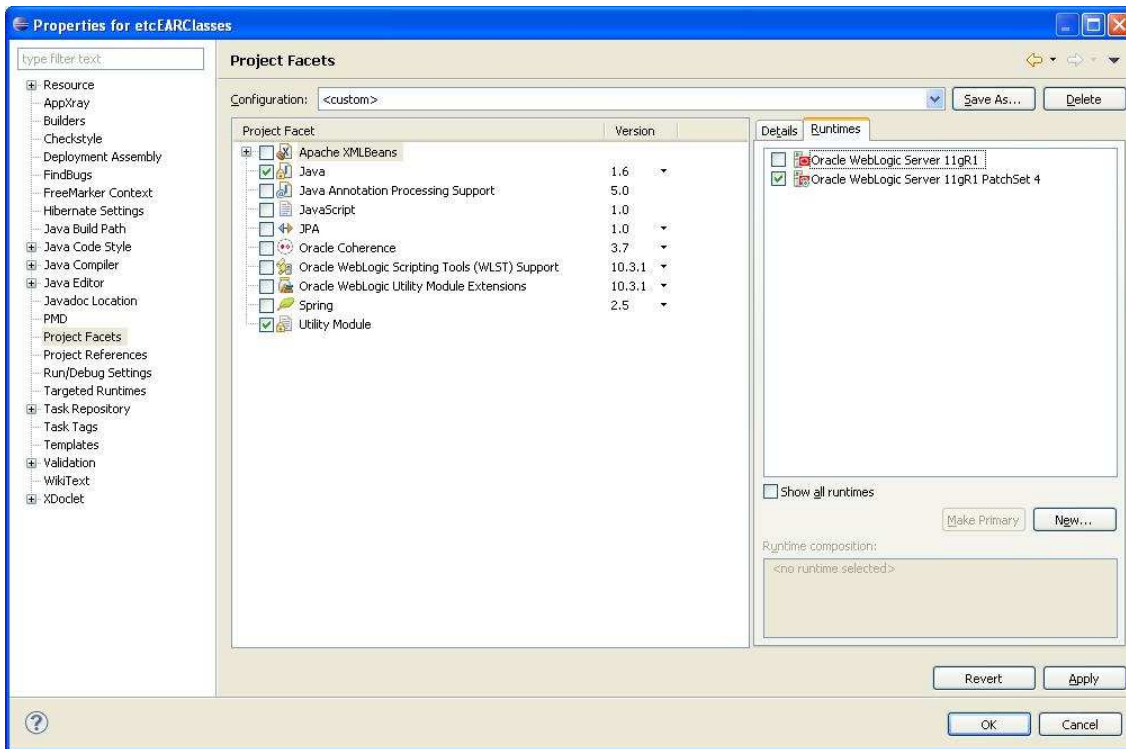 Properties for etcEARClasses
type filter text
Resource
AppXray
Builders
Checkstyle
Deployment Assembly
FindBugs
FreeMarker Context
Hibernate Settings
Java Build Path
Java Code Style
Java Compiler
Java Editor
Javadoc Location
PMD
Project Facets
Project References
Run/Debug Settings
Targeted Runtimes
Task Repository
Task Tags
Templates
Validation
WikiText
XDoclet
Project Facets
Configuration: <custom> Save As... Delete
Project Facet Version
Apache XMLBeans
Java 1.6
Java Annotation Processing Support 5.0
JavaScript 1.0
JPA 1.0
Oracle Coherence 3.7
Oracle WebLogic Scripting Tools (WLST) Support 10.3.1
Oracle WebLogic Utility Module Extensions 10.3.1
Spring 2.5
Utility Module
Details Runtimes
Oracle WebLogic Server 11gR1
Oracle WebLogic Server 11gR1 PatchSet 4
Show all runtimes
Make Primary New...
Runtime composition:
<no runtime selected>
Revert Apply
? OK Cancel